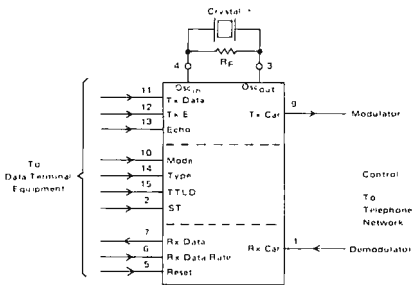 Crystal *
RF
4
3
Oscin
Oscout
11
Tx Data
12
Tx E
13
Echo
9
Tx Car
Modulator
10
Mode
14
Type
15
TTLD
2
ST
To
Data Terminal
Equipment
Control
To
Telephone
Network
7
Rx Data
6
Rx Data Rate
5
Reset
Rx Car
1
Demodulator